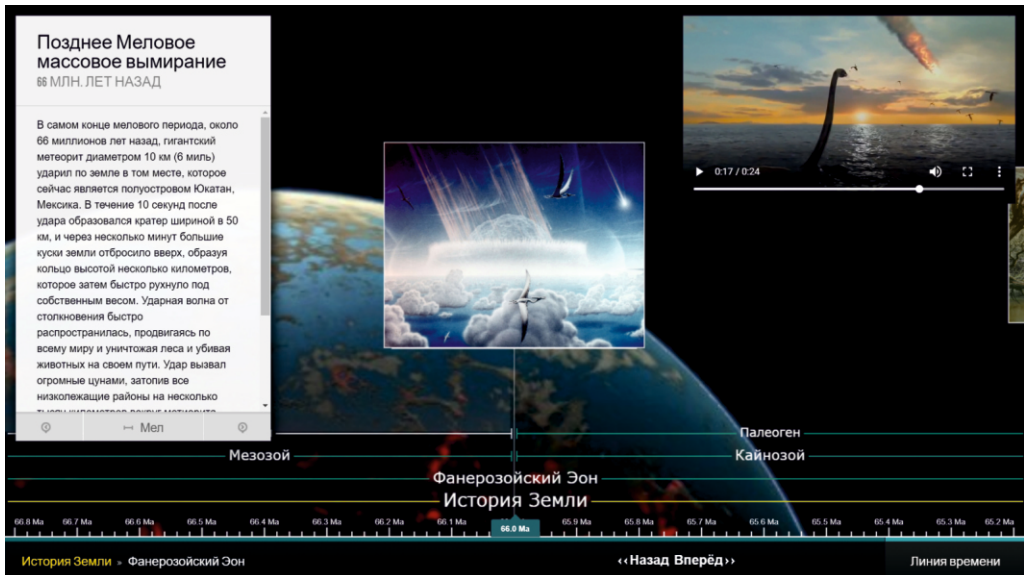 Позднее Меловое
массовое вымирание
66 МЛН. ЛЕТ НАЗАД
В самом конце мелового периода, около
66 миллионов лет назад, гигантский
метеорит диаметром 10 км (6 миль)
ударил по земле в том месте, которое
сейчас является полуостровом Юкатан,
Мексика. В течение 10 секунд после
удара образовался кратер шириной в 50
км, и через несколько минут большие
куски земли отбросило вверх, образуя
кольцо высотой несколько километров,
которое затем быстро рухнуло под
собственным весом. Ударная волна от
столкновения быстро
распространилась, продвигаясь по
всему миру и уничтожая леса и убивая
животных на своем пути. Удар вызвал
огромные цунами, затопив все
низколежащие районы на несколько
Мел
0:17 / 0:24
Палеоген
Мезозой
Кайнозой
Фанерозойский Эон
История Земли
66.8 Ma 66.7 Ma 66.6 Ma 66.5 Ma 66.4 Ma 66.3 Ma 66.2 Ma 66.1 Ma 66.0 Ma 65.9 Ma 65.8 Ma 65.7 Ma 65.6 Ma 65.5 Ma 65.4 Ma 65.3 Ma 65.2 Ma
История Земли » Фанерозойский Эон
‹‹Назад Вперёд››
Линия времени